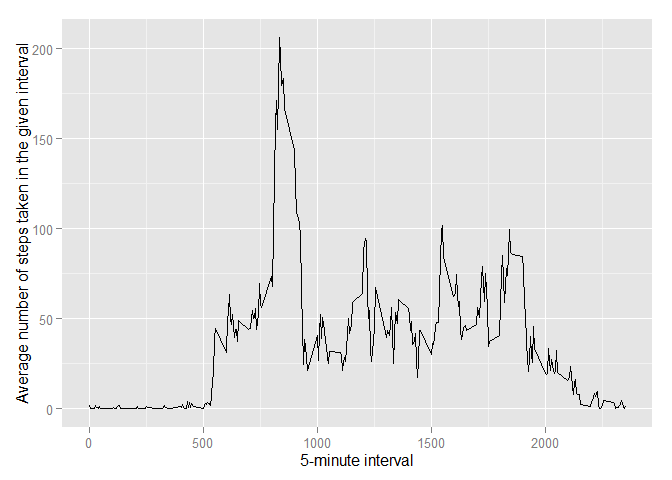 Average number of steps taken in the given interval
200
150
100
50
0
0 500 1000 1500 2000
5-minute interval